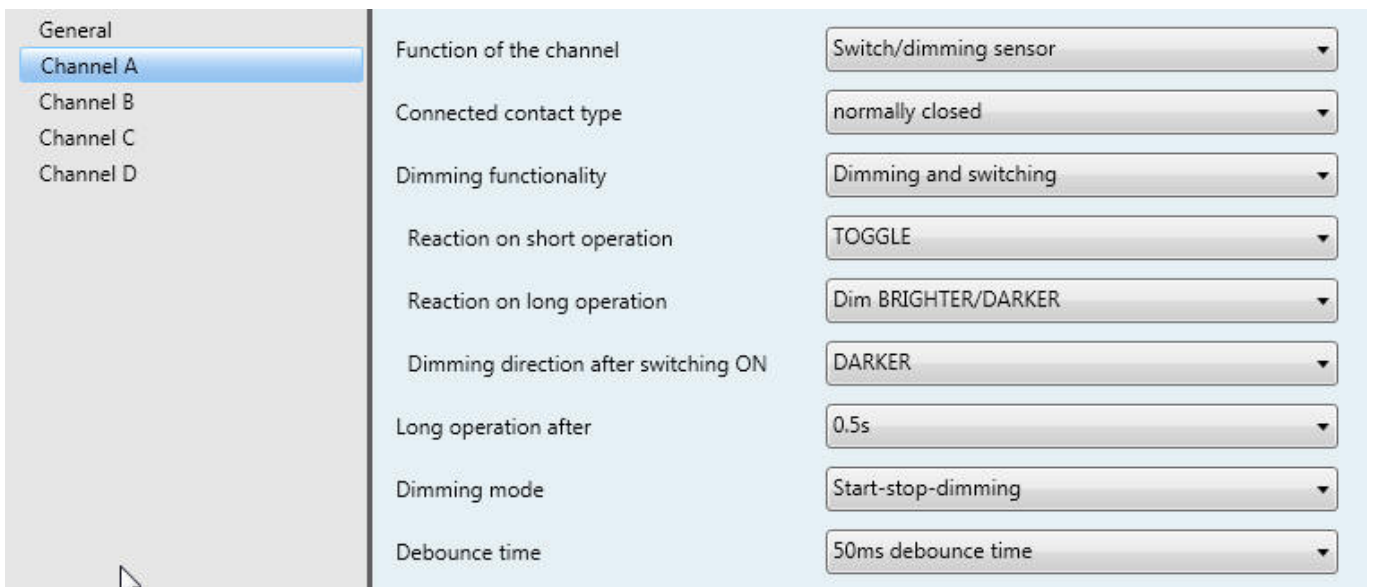 General
Channel A
Channel B
Channel C
Channel D
Function of the channel Switch/dimming sensor
Connected contact type normally closed
Dimming functionality Dimming and switching
Reaction on short operation TOGGLE
Reaction on long operation Dim BRIGHTER/DARKER
Dimming direction after switching ON DARKER
Long operation after 0.5s
Dimming mode Start-stop-dimming
Debounce time 50ms debounce time